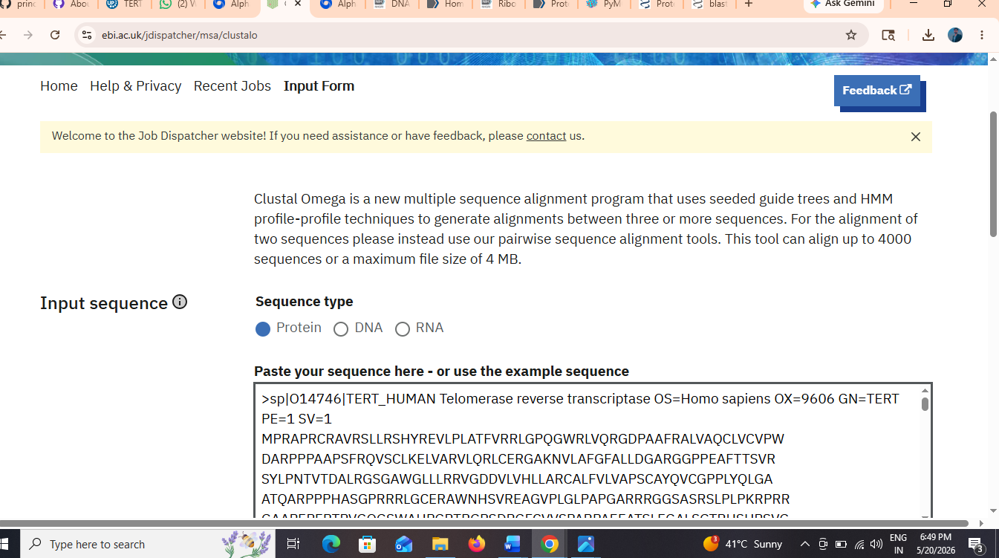 princ
Abou
UP TERT
(2) W
Alph
Alph
DNA
Hom
Ribo
Prot
PyM
Prot
blast
Ask Gemini
ebi.ac.uk/jdispatcher/msa/clustalo
Home Help & Privacy Recent Jobs Input Form
Feedback
Welcome to the Job Dispatcher website! If you need assistance or have feedback, please contact us.
Clustal Omega is a new multiple sequence alignment program that uses seeded guide trees and HMM
profile-profile techniques to generate alignments between three or more sequences. For the alignment of
two sequences please instead use our pairwise sequence alignment tools. This tool can align up to 4000
sequences or a maximum file size of 4 MB.
Input sequence
Sequence type
Protein DNA RNA
Paste your sequence here - or use the example sequence
>sp|O14746|TERT_HUMAN Telomerase reverse transcriptase OS=Homo sapiens OX=9606 GN=TERT
PE=1 SV=1
MPRAPRCRAVRSLLRSHYREVLPLATFVRRLGPQGWRLVQRGDPAAFRALVAQCLVCVPW
DARPPPAAPSFRQVSCLKELVARVLQRLCERGAKNVLAFGFALLDGARGGPPEAFTTSVR
SYLPNTVTDALRGSGAWGLLLRRVGDDVLVHLLARCALFVLVAPSCAYQVCGPPLYQLGA
ATQARPPPHASGPRRRLGCERAWNHSVREAGVPLGLPAPGARRRGGSASRSLPLPKRPRR
Type here to search
3
41°C Sunny
ENG
IN
6:49 PM
5/20/2026
3